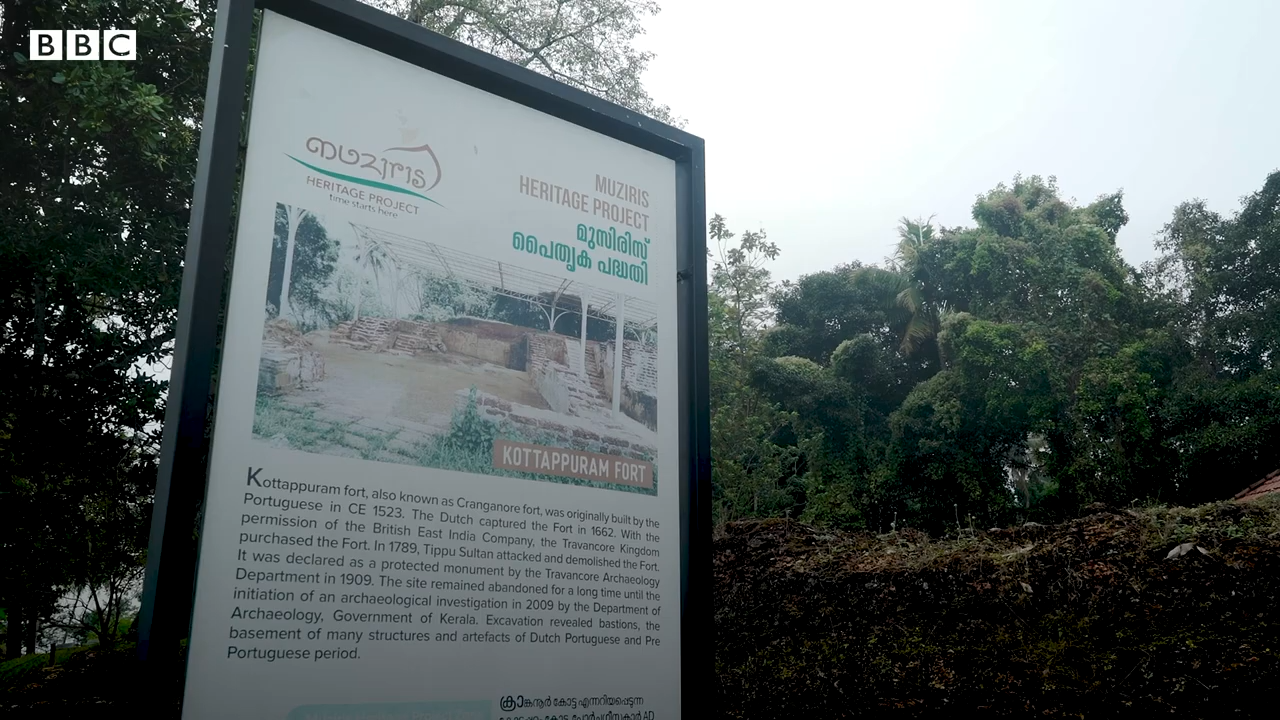 BBC
മുസിരിസ്
HERITAGE PROJECT
time starts here
MUZIRIS
HERITAGE PROJECT
മുസിരിസ്
പൈതൃക പദ്ധതി
KOTTAPPURAM FORT
Kottappuram fort, also known as Cranganore fort, was originally built by the
Portuguese in CE 1523. The Dutch captured the Fort in 1662. With the
permission of the British East India Company, the Travancore Kingdom
purchased the Fort. In 1789, Tippu Sultan attacked and demolished the Fort.
It was declared as a protected monument by the Travancore Archaeology
Department in 1909. The site remained abandoned for a long time until the
initiation of an archaeological investigation in 2009 by the Department of
Archaeology, Government of Kerala. Excavation revealed bastions, the
basement of many structures and artefacts of Dutch Portuguese and Pre
Portuguese period.
ക്രാങ്കനൂർ കോട്ട എന്നറിയപ്പെടുന്ന
കോട്ടപ്പുറം കോട്ട പോർച്ചുഗീസുകാർ AD